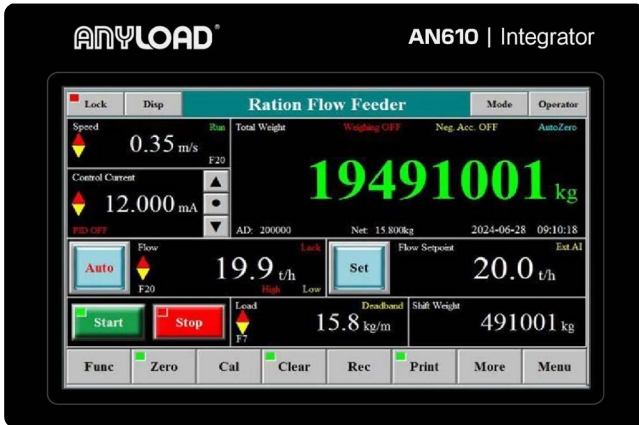 ANYLOAD®
AN610 | Integrator
Lock Disp Ration Flow Feeder Mode Operator
Speed Run
0.35 m/s
F20
Control Current
12.000 mA
PID OFF
Total Weight Weighing OFF Neg. Acc. OFF AutoZero
19491001 kg
AD: 200000 Net: 15.800kg 2024-06-28 09:10:18
Auto
Flow Lack
19.9 t/h
F20 High Low
Set
Flow Setpoint Ext.AI
20.0 t/h
Start Stop
Load Deadband
15.8 kg/m
F7
Shift Weight
491001 kg
Func Zero Cal Clear Rec Print More Menu